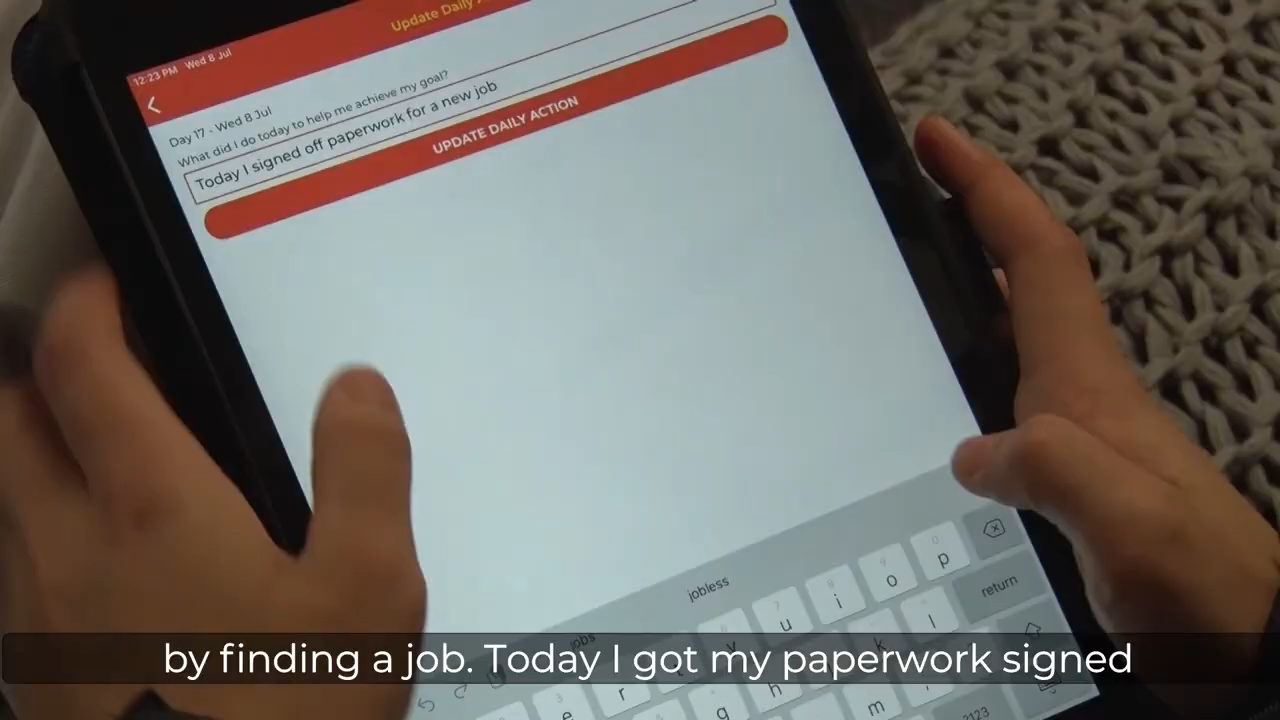 Update Daily
12:23 PM Wed 8 Jul
Day 17 - Wed 8 Jul
What did I do today to help me achieve my goal?
Today I signed off paperwork for a new job
UPDATE DAILY ACTION
jobs
jobless
u i o p
e r
return
g h k l
m
by finding a job. Today I got my paperwork signed